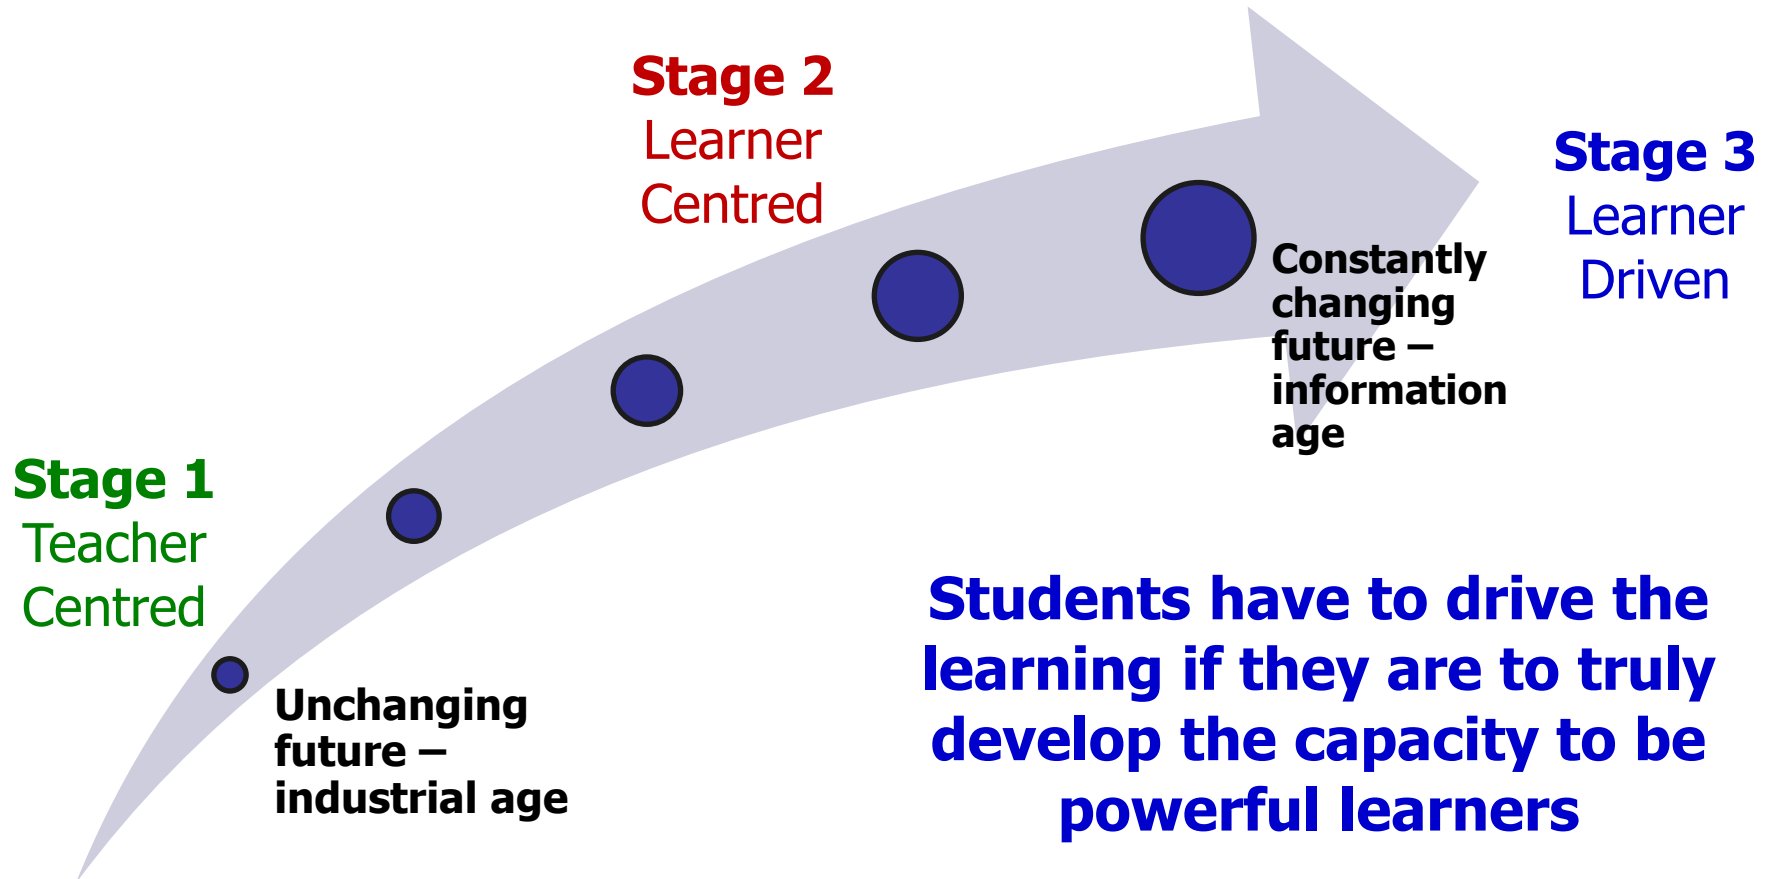 Stage 1
Teacher
Centred
Unchanging
future –
industrial age
Stage 2
Learner
Centred
Stage 3
Learner
Driven
Constantly
changing
future –
information
age
Students have to drive the
learning if they are to truly
develop the capacity to be
powerful learners